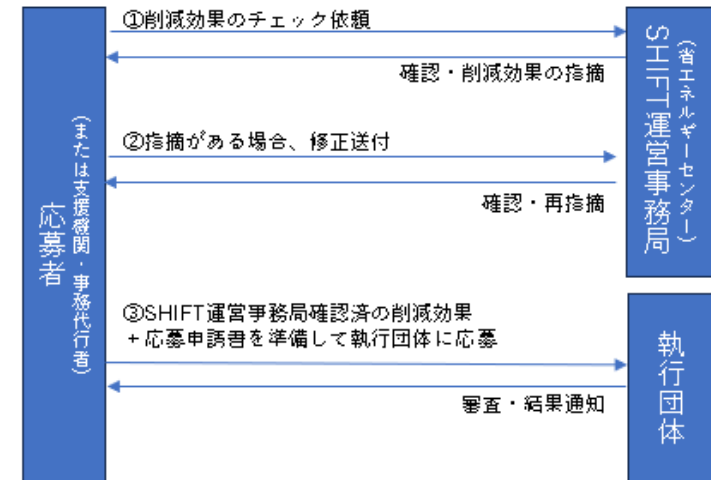 ①削減効果のチェック依頼
確認・削減効果の指摘
②指摘がある場合、修正送付
確認・再指摘
③SHIFT運営事務局確認済の削減効果
+応募申請書を準備して執行団体に応募
審査・結果通知
応募者
(または支援機関・事務代行者)
SHIFT運営事務局
(省エネルギーセンター)
執行団体